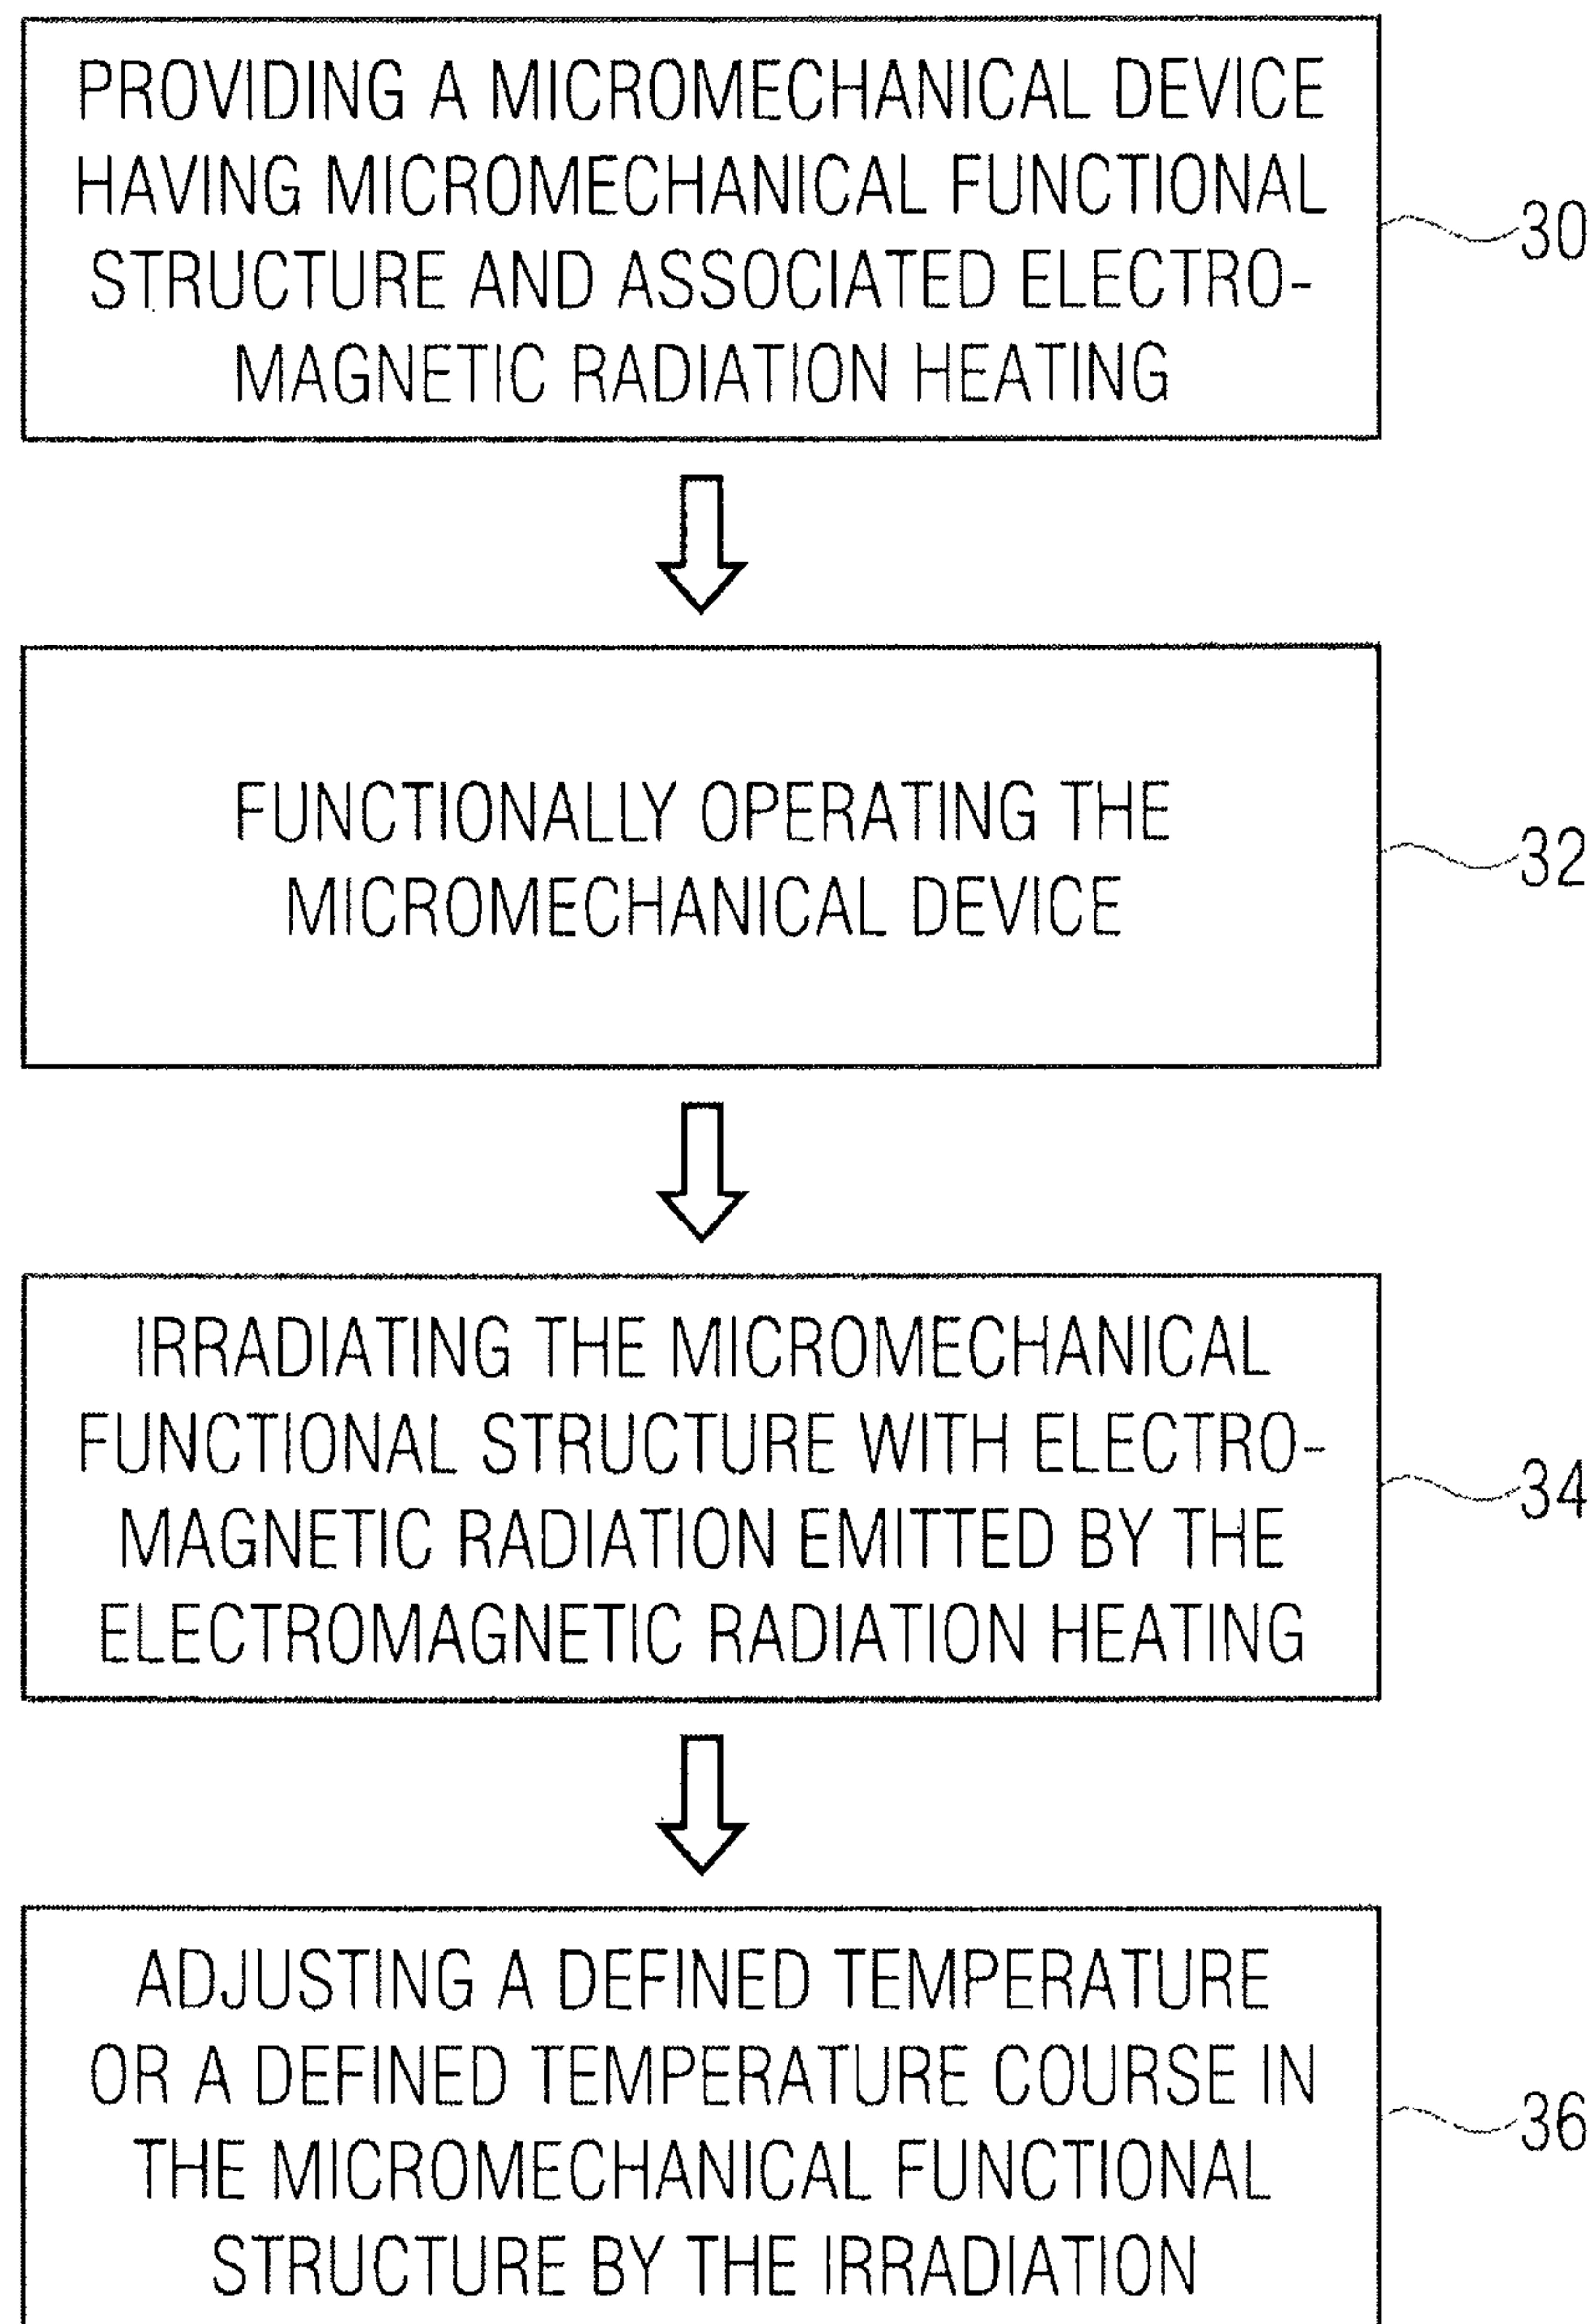 PROVIDING A MICROMECHANICAL DEVICE
HAVING MICROMECHANICAL FUNCTIONAL
STRUCTURE AND ASSOCIATED ELECTRO-
MAGNETIC RADIATION HEATING
30
FUNCTIONALLY OPERATING THE
MICROMECHANICAL DEVICE
32
IRRADIATING THE MICROMECHANICAL
FUNCTIONAL STRUCTURE WITH ELECTRO-
MAGNETIC RADIATION EMITTED BY THE
ELECTROMAGNETIC RADIATION HEATING
34
ADJUSTING A DEFINED TEMPERATURE
OR A DEFINED TEMPERATURE COURSE IN
THE MICROMECHANICAL FUNCTIONAL
STRUCTURE BY THE IRRADIATION
36